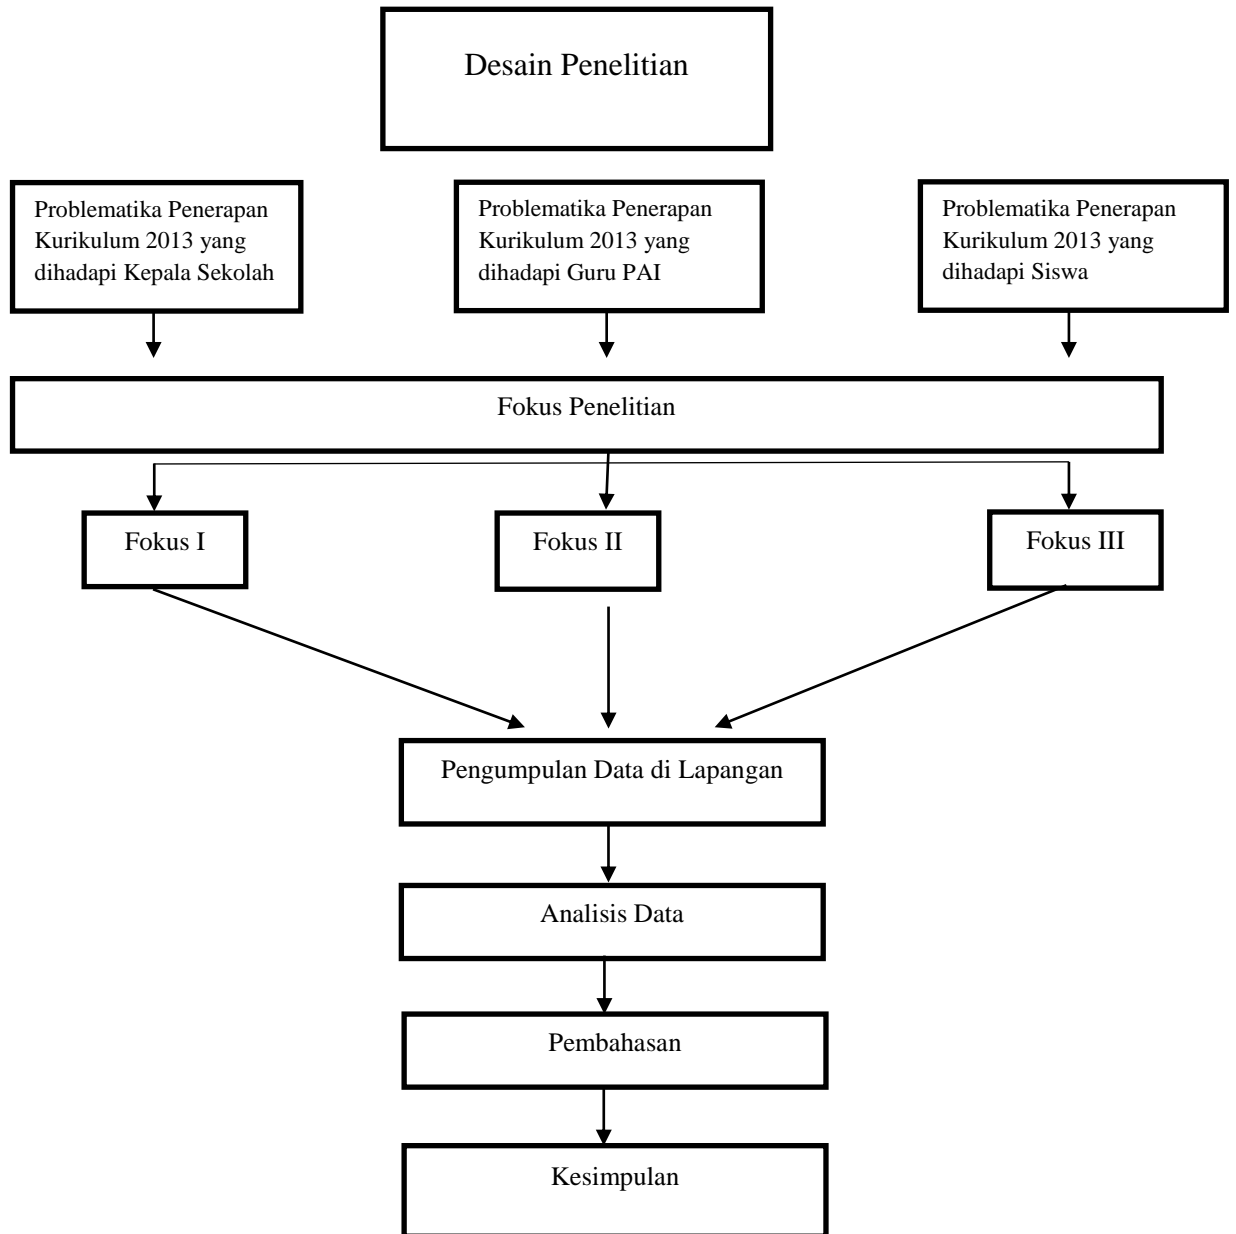 Desain Penelitian
Problematika Penerapan
Kurikulum 2013 yang
dihadapi Kepala Sekolah
Problematika Penerapan
Kurikulum 2013 yang
dihadapi Guru PAI
Problematika Penerapan
Kurikulum 2013 yang
dihadapi Siswa
Fokus Penelitian
Fokus I
Fokus II
Fokus III
Pengumpulan Data di Lapangan
Analisis Data
Pembahasan
Kesimpulan